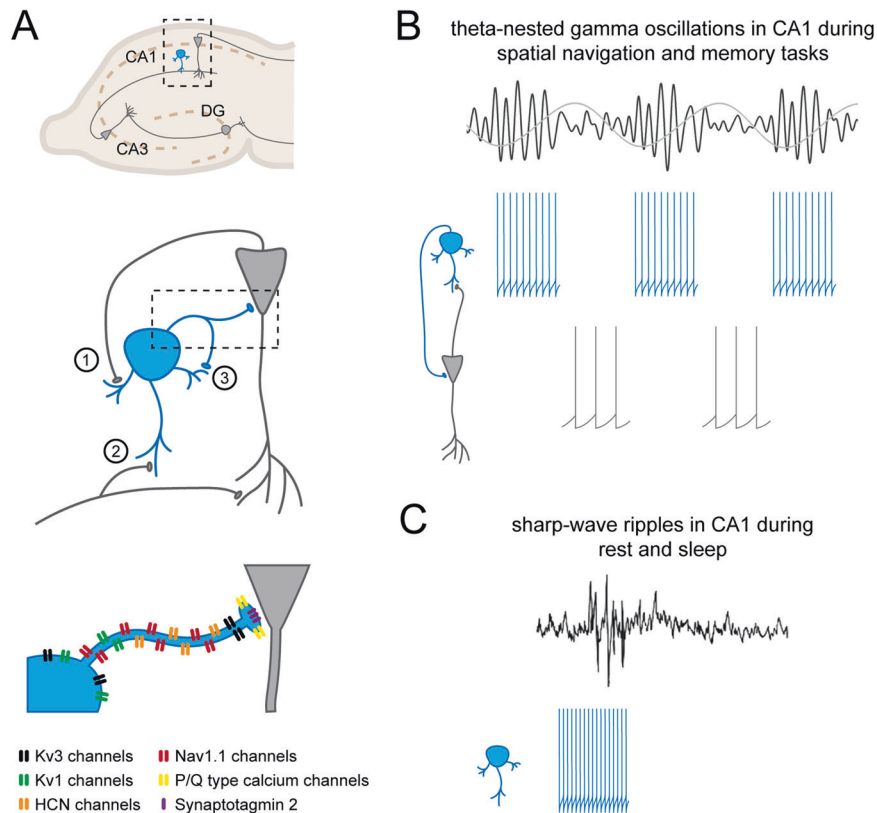 A
CA1
DG
CA3
1
2
3
Kv3 channels
Kv1 channels
HCN channels
Nav1.1 channels
P/Q type calcium channels
Synaptotagmin 2
B
theta-nested gamma oscillations in CA1 during
spatial navigation and memory tasks
C
sharp-wave ripples in CA1 during
rest and sleep